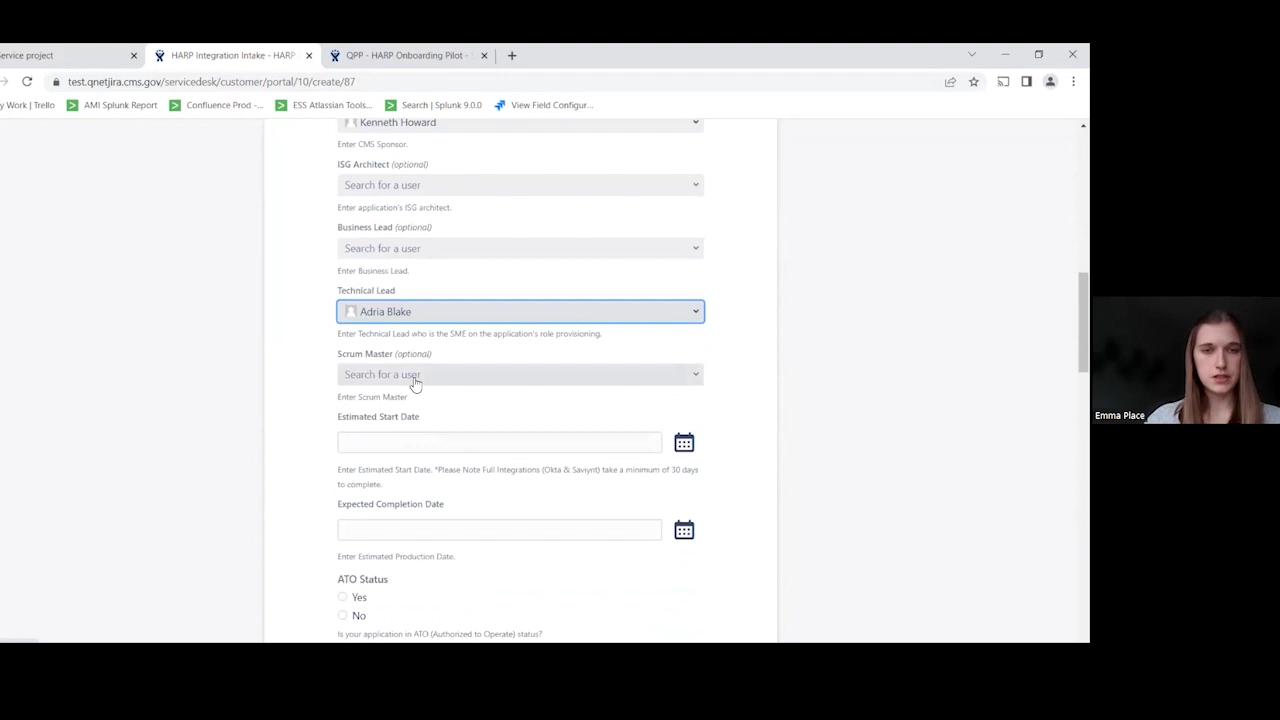 ervice project
HARP Integration Intake - HARP
QPP - HARP Onboarding Pilot -
test.qnetjira.cms.gov/servicedesk/customer/portal/10/create/87
y Work | Trello
AMI Splunk Report
Confluence Prod -...
ESS Atlassian Tools...
Search | Splunk 9.0.0
View Field Configur...
Kenneth Howard
Enter CMS Sponsor.
ISG Architect (optional)
Search for a user
Enter application's ISG architect.
Business Lead (optional)
Search for a user
Enter Business Lead.
Technical Lead
Adria Blake
Enter Technical Lead who is the SME on the application's role provisioning.
Scrum Master (optional)
Search for a user
Enter Scrum Master
Emma Place
Estimated Start Date
Enter Estimated Start Date. *Please Note Full Integrations (Okta & Saviynt) take a minimum of 30 days
to complete.
Expected Completion Date
Enter Estimated Production Date.
ATO Status
Yes
No
Is your application in ATO (Authorized to Operate) status?